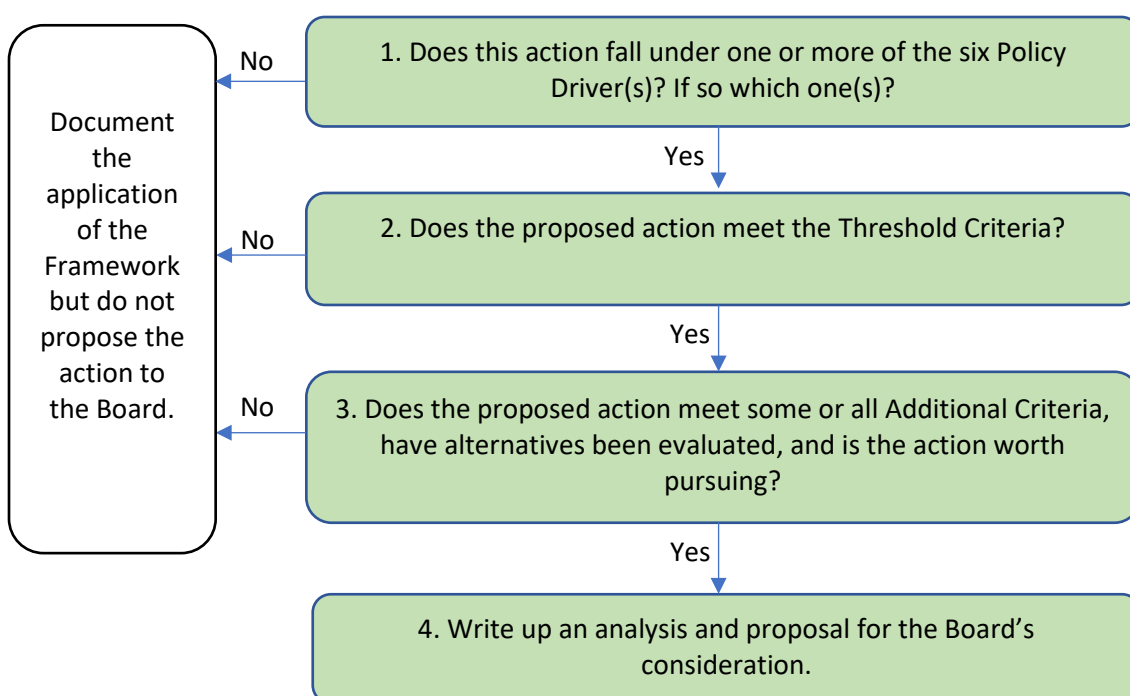 1. Does this action fall under one or more of the six Policy
Driver(s)? If so which one(s)?
No
Document
the
application
of the
Framework
but do not
propose the
action to
the Board.
Yes
2. Does the proposed action meet the Threshold Criteria?
No
Yes
3. Does the proposed action meet some or all Additional Criteria,
have alternatives been evaluated, and is the action worth
pursuing?
No
Yes
4. Write up an analysis and proposal for the Board’s
consideration.